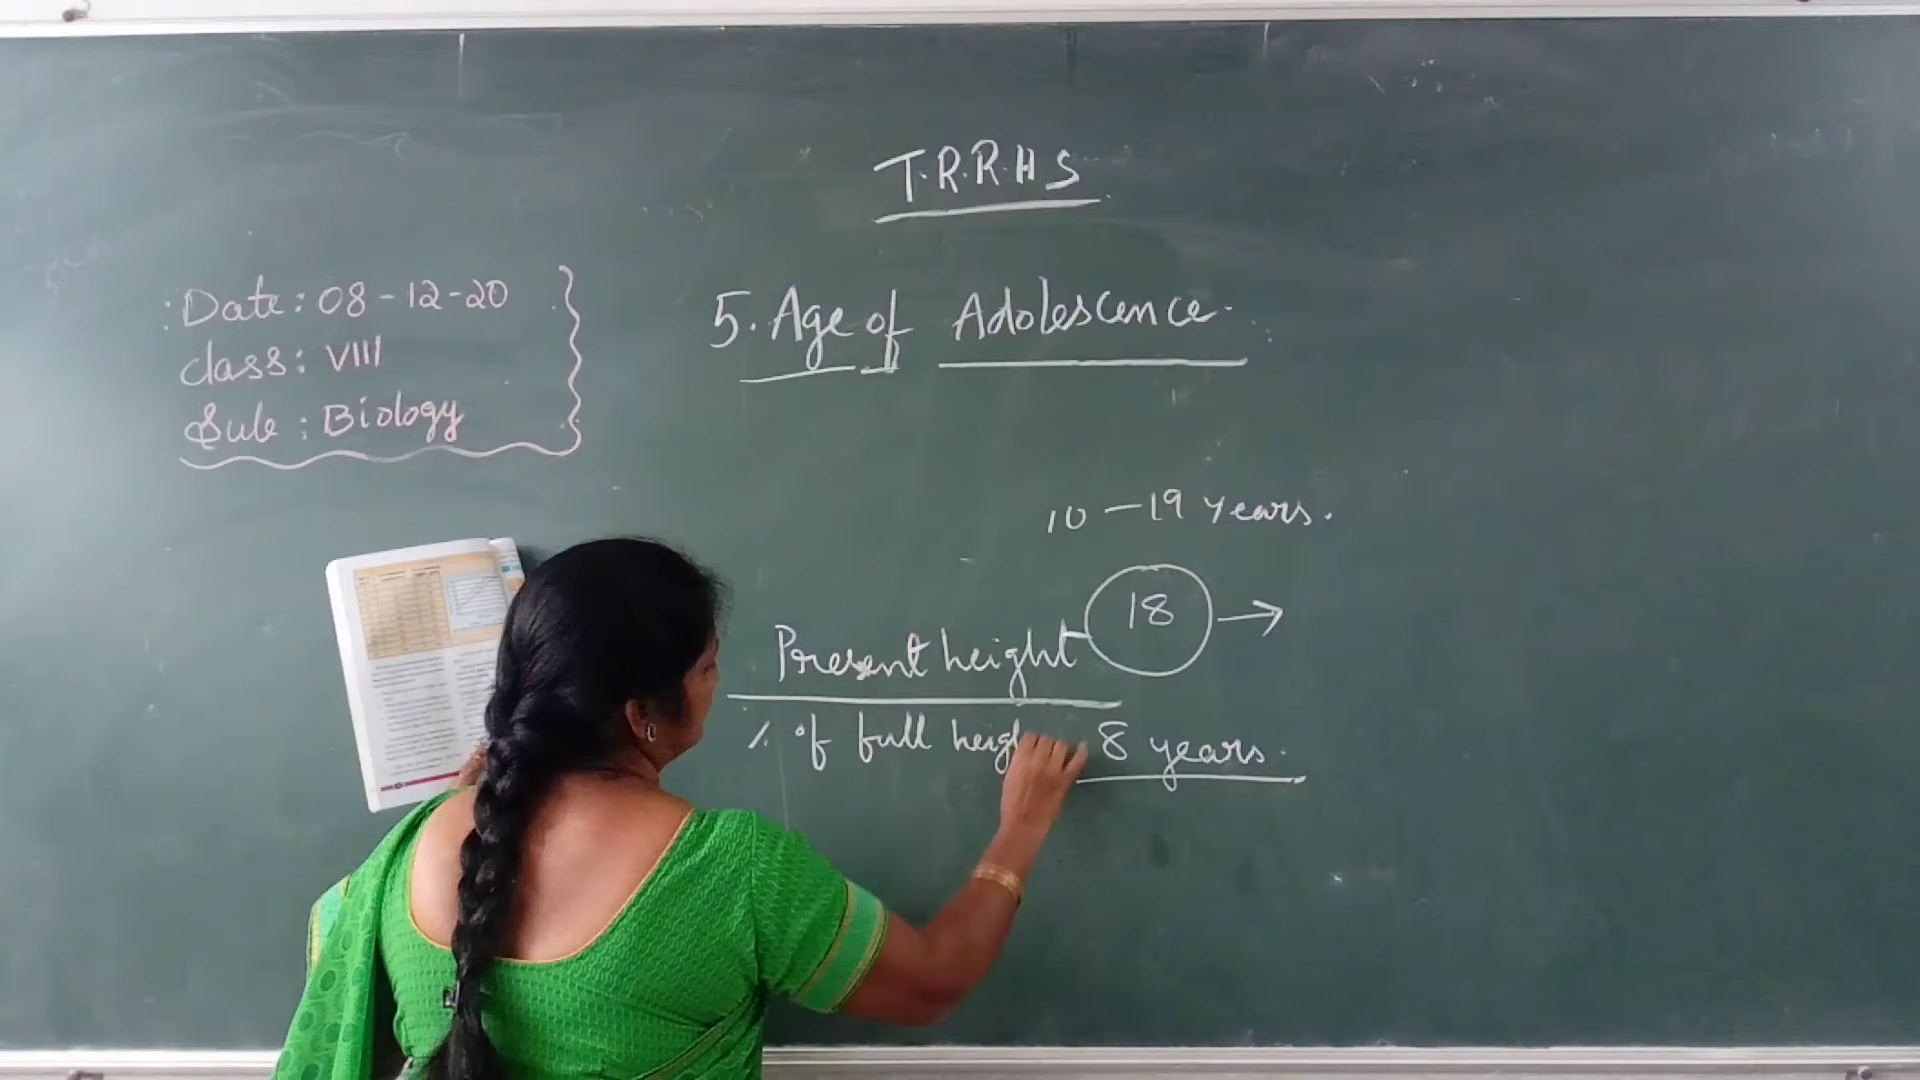 T.R.R.H S
Date: 08-12-20
class: VIII
Sub: Biology
5. Age of Adolescence.
10 - 19 years.
18 →
Present height
% of full height
8 years.